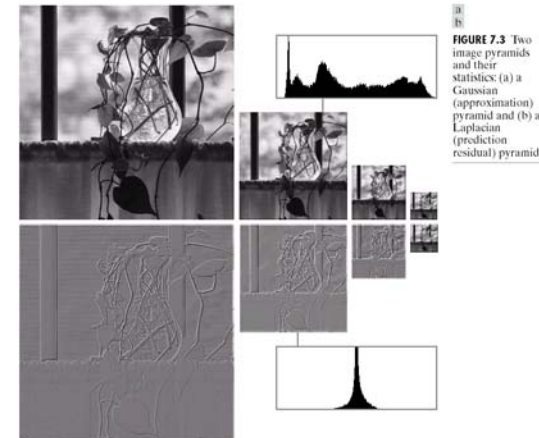 a
b
FIGURE 7.3 Two
image pyramids
and their
statistics: (a) a
Gaussian
(approximation)
pyramid and (b) a
Laplacian
(prediction
residual) pyramid